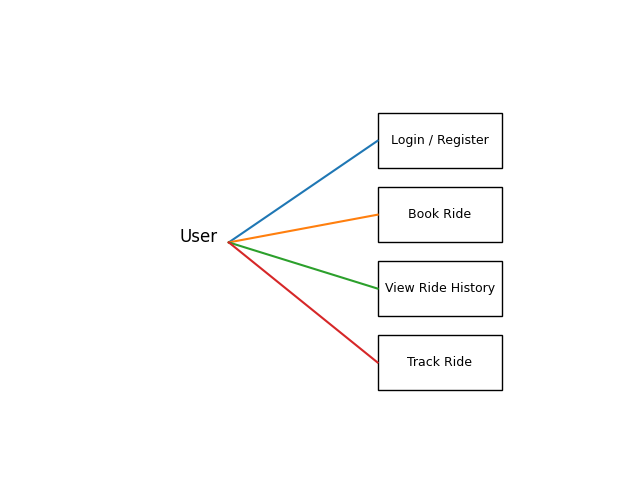 Login / Register
Book Ride
User
View Ride History
Track Ride